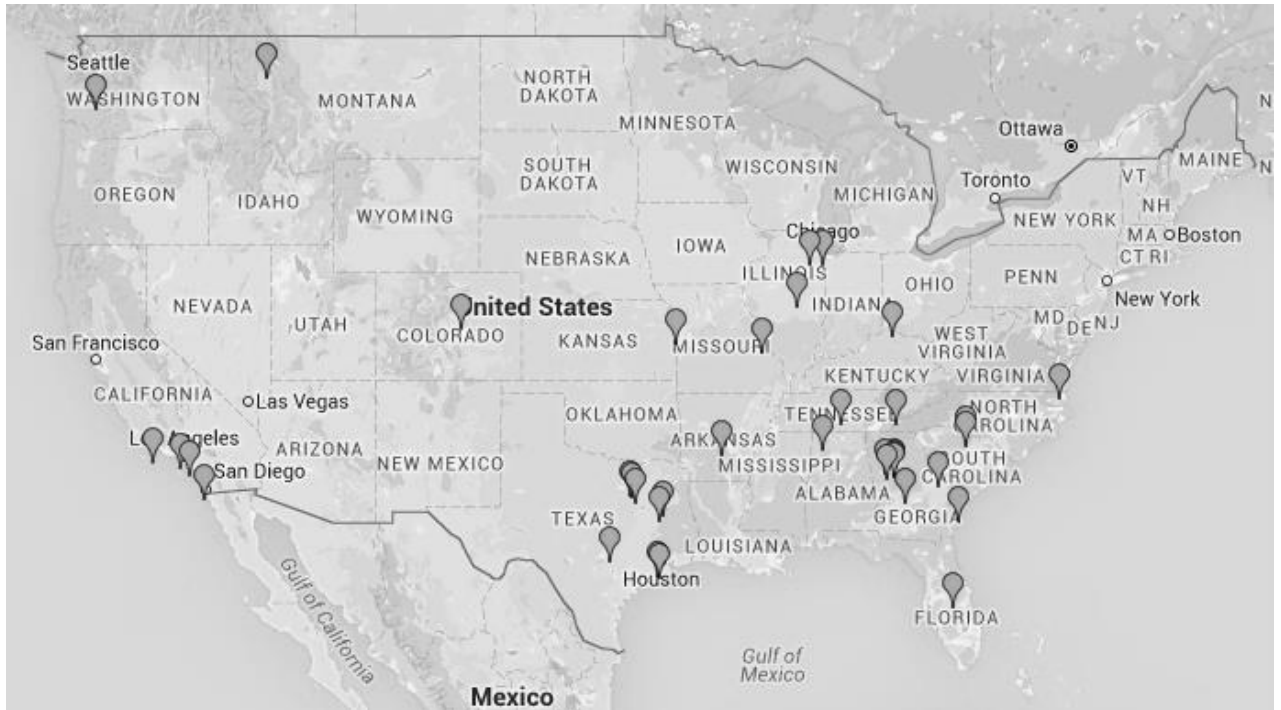 Seattle
WASHINGTON
MONTANA
NORTH
DAKOTA
MINNESOTA
Ottawa
N
MAINE
N
VT
NH
MA
Boston
CT
RI
Toronto
NEW YORK
WISCONSIN
MICHIGAN
SOUTH
DAKOTA
OREGON
IDAHO
WYOMING
IOWA
Chicago
ILLINOIS
NEBRASKA
OHIO
PENN
New York
NEVADA
UTAH
COLORADO
United States
KANSAS
MISSOURI
INDIANA
WEST
VIRGINIA
MD
DE
NJ
San Francisco
CALIFORNIA
Las Vegas
KENTUCKY
VIRGINIA
Los Angeles
ARIZONA
NEW MEXICO
OKLAHOMA
ARKANSAS
TENNESSEE
NORTH
CAROLINA
San Diego
MISSISSIPPI
ALABAMA
SOUTH
CAROLINA
GEORGIA
TEXAS
LOUISIANA
Houston
FLORIDA
Gulf of California
Gulf of
Mexico
Mexico